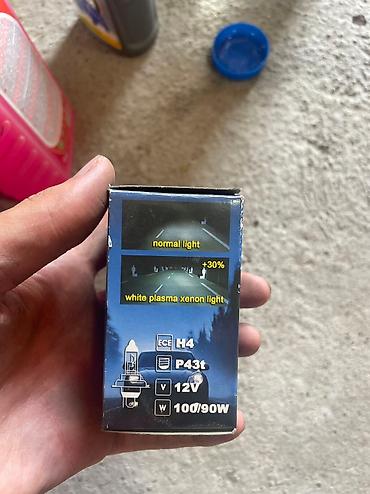 normal light
+30%
white plasma xenon light
ECE H4
P43t
V 12V
W 100/90W